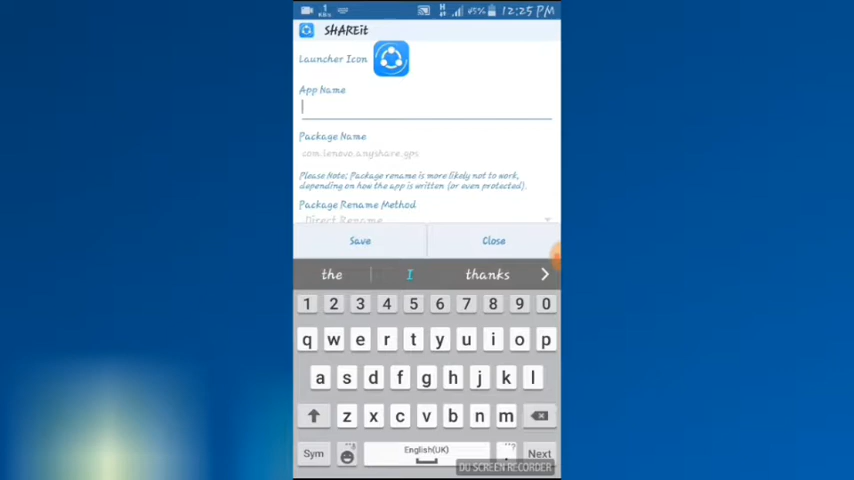 1 KB/s H 45% 12:25 PM
SHAREit
Launcher Icon
App Name
Package Name
com.lenovo.anyshare.gps
Please Note; Package rename is more likely not to work,
depending on how the app is written (or even protected).
Package Rename Method
Direct Rename
Save Close
the I thanks
1 2 3 4 5 6 7 8 9 0
q w e r t y u i o p
a s d f g h j k l
z x c v b n m
Sym English(UK) . Next
DU SCREEN RECORDER